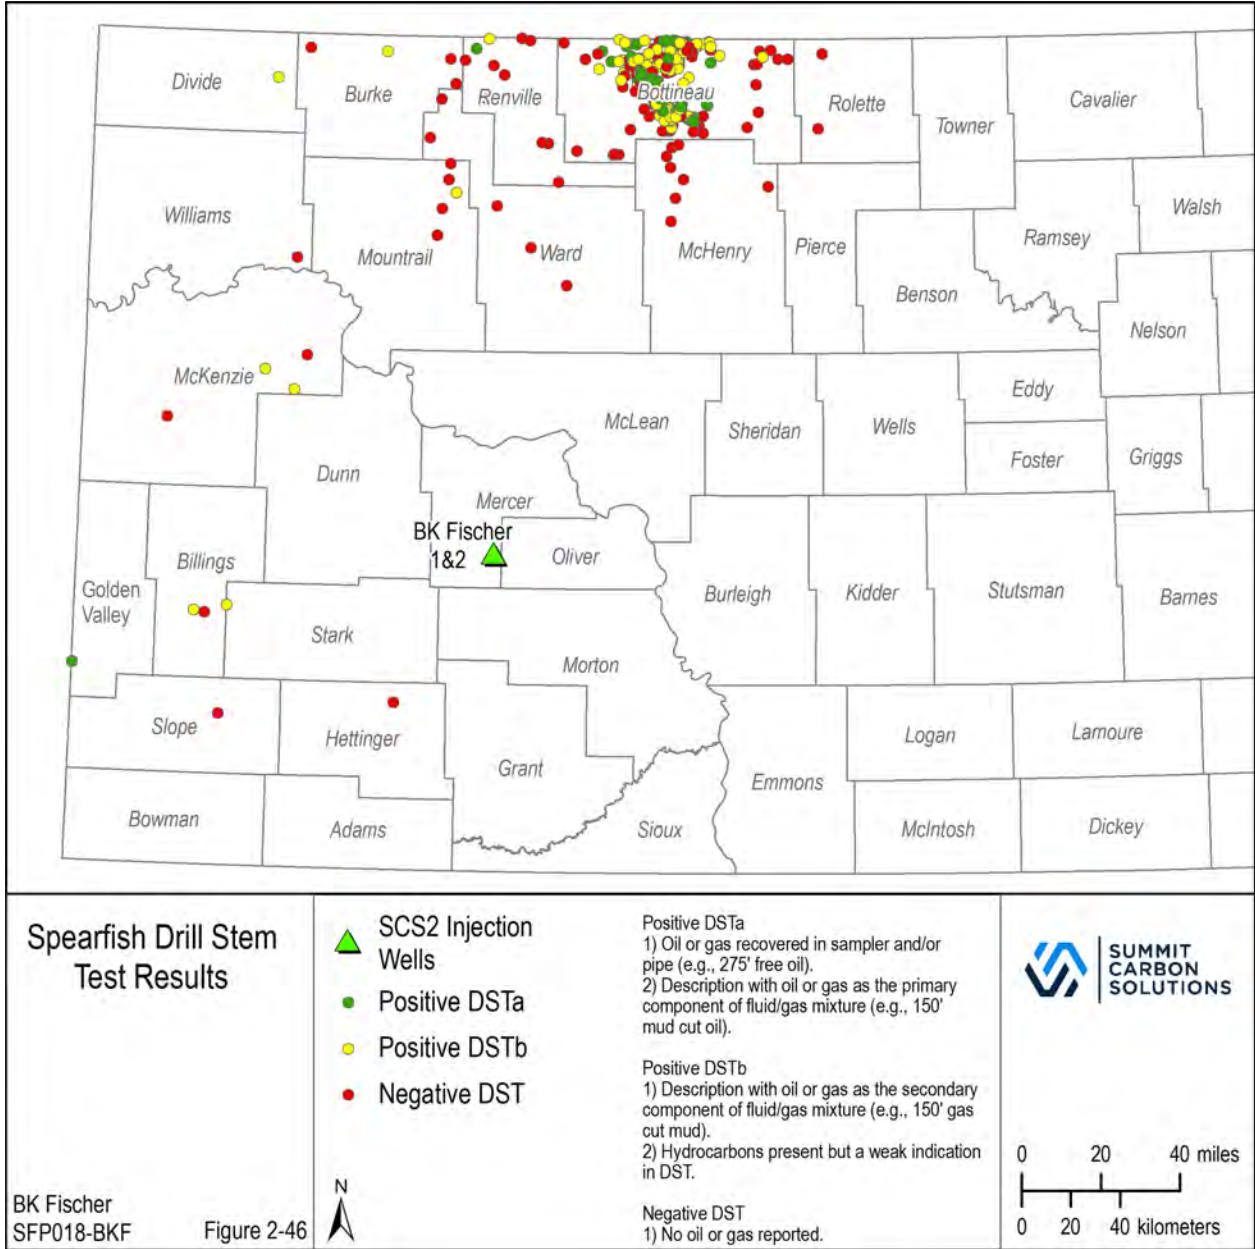 Divide
Burke
Renville
Bottineau
Rolette
Towner
Cavalier
Williams
Mountrail
Ward
McHenry
Pierce
Ramsey
Walsh
Benson
Nelson
McKenzie
McLean
Sheridan
Wells
Eddy
Foster
Griggs
Dunn
Mercer
BK Fischer
1&2
Oliver
Billings
Golden
Valley
Stark
Burleigh
Kidder
Stutsman
Barnes
Morton
Slope
Hettinger
Grant
Logan
Lamoure
Emmons
Bowman
Adams
Sioux
McIntosh
Dickey
Spearfish Drill Stem
Test Results
BK Fischer
SFP018-BKF
Figure 2-46
SCS2 Injection
Wells
Positive DSTa
Positive DSTb
Negative DST
N
Positive DSTa
1) Oil or gas recovered in sampler and/or
pipe (e.g., 275' free oil).
2) Description with oil or gas as the primary
component of fluid/gas mixture (e.g., 150'
mud cut oil).
Positive DSTb
1) Description with oil or gas as the secondary
component of fluid/gas mixture (e.g., 150' gas
cut mud).
2) Hydrocarbons present but a weak indication
in DST.
Negative DST
1) No oil or gas reported.
SUMMIT
CARBON
SOLUTIONS
0 20 40 miles
0 20 40 kilometers